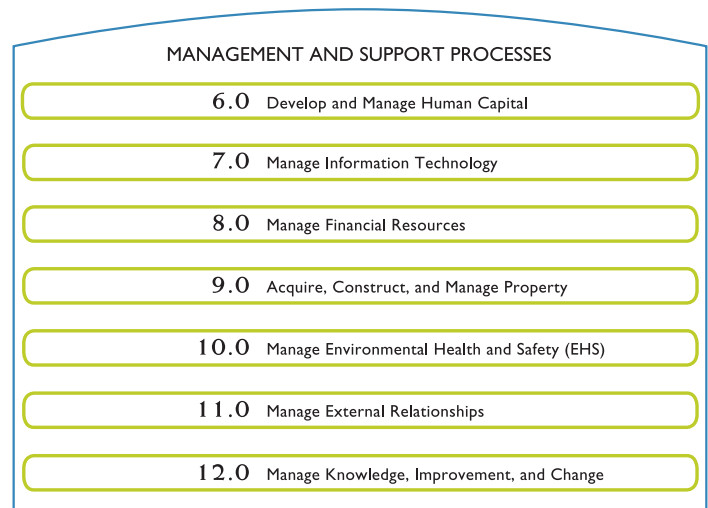 MANAGEMENT AND SUPPORT PROCESSES
6.0 Develop and Manage Human Capital
7.0 Manage Information Technology
8.0 Manage Financial Resources
9.0 Acquire, Construct, and Manage Property
10.0 Manage Environmental Health and Safety (EHS)
11.0 Manage External Relationships
12.0 Manage Knowledge, Improvement, and Change